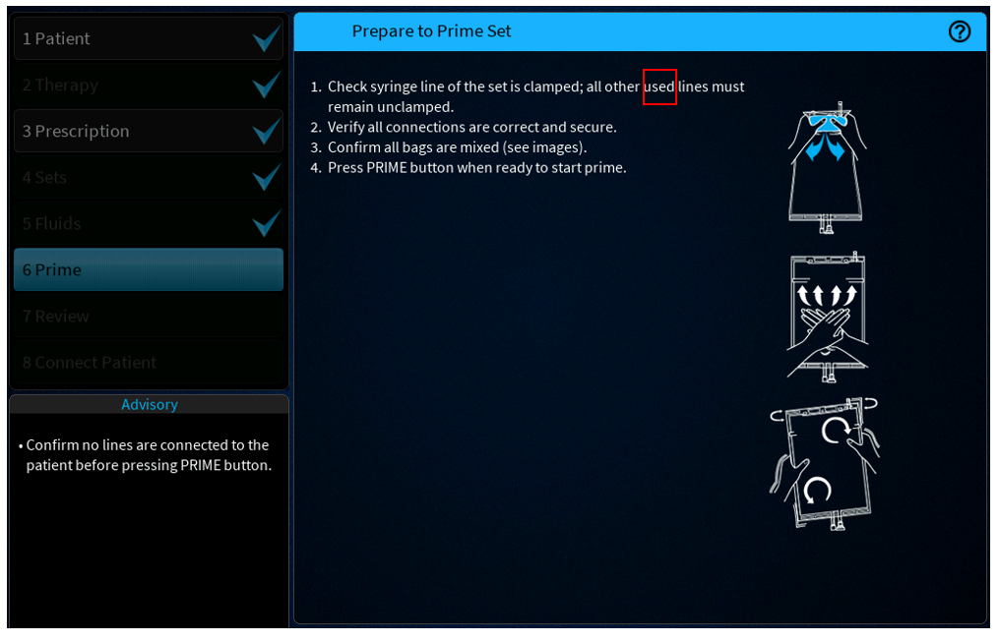 1 Patient
2 Therapy
3 Prescription
4 Sets
5 Fluids
6 Prime
7 Review
8 Connect Patient
Advisory
• Confirm no lines are connected to the
patient before pressing PRIME button.
Prepare to Prime Set
?
1. Check syringe line of the set is clamped; all other used lines must
remain unclamped.
2. Verify all connections are correct and secure.
3. Confirm all bags are mixed (see images).
4. Press PRIME button when ready to start prime.